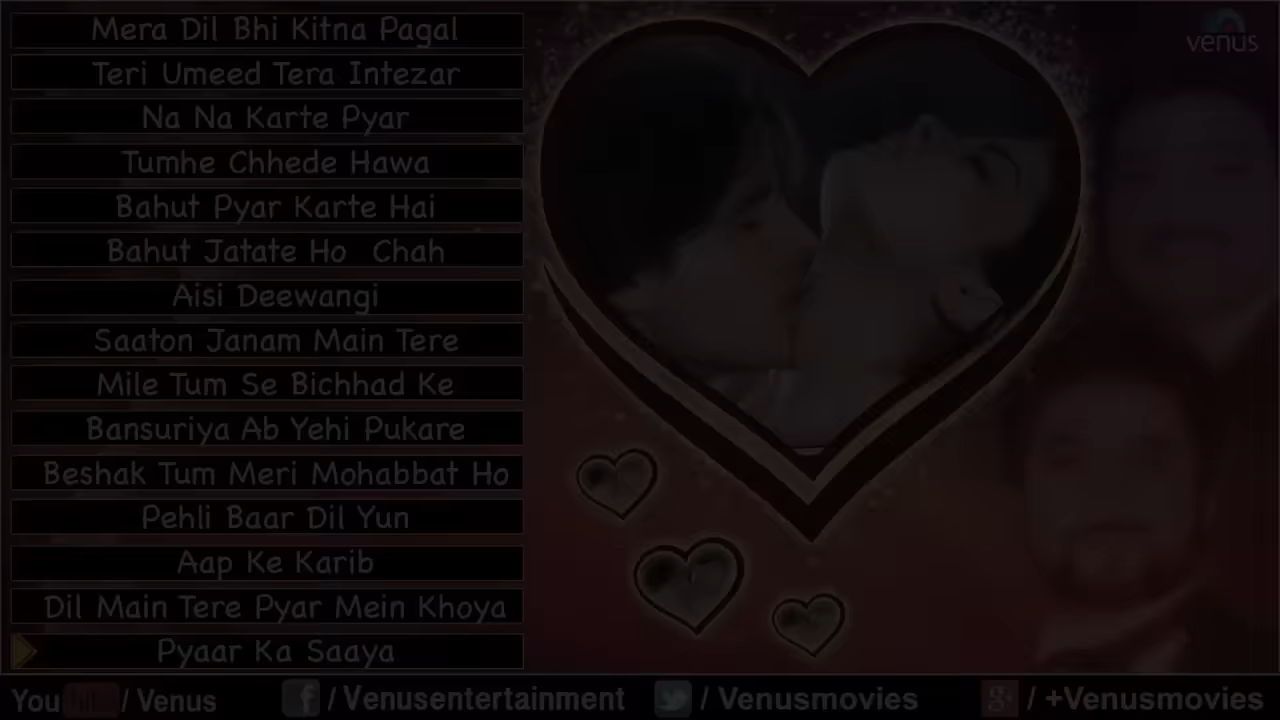 Mera Dil Bhi Kitna Pagal
Teri Umeed Tera Intezar
Na Na Karte Pyar
Tumhe Chhede Hawa
Bahut Pyar Karte Hai
Bahut Jatate Ho Chah
Aisi Deewangi
Saaton Janam Main Tere
Mile Tum Se Bichhad Ke
Bansuriya Ab Yehi Pukare
Beshak Tum Meri Mohabbat Ho
Pehli Baar Dil Yun
Aap Ke Karib
Dil Main Tere Pyar Mein Khoya
Pyaar Ka Saaya
venus
You / Venus
f / Venusentertainment
/ Venusmovies
g+ / +Venusmovies